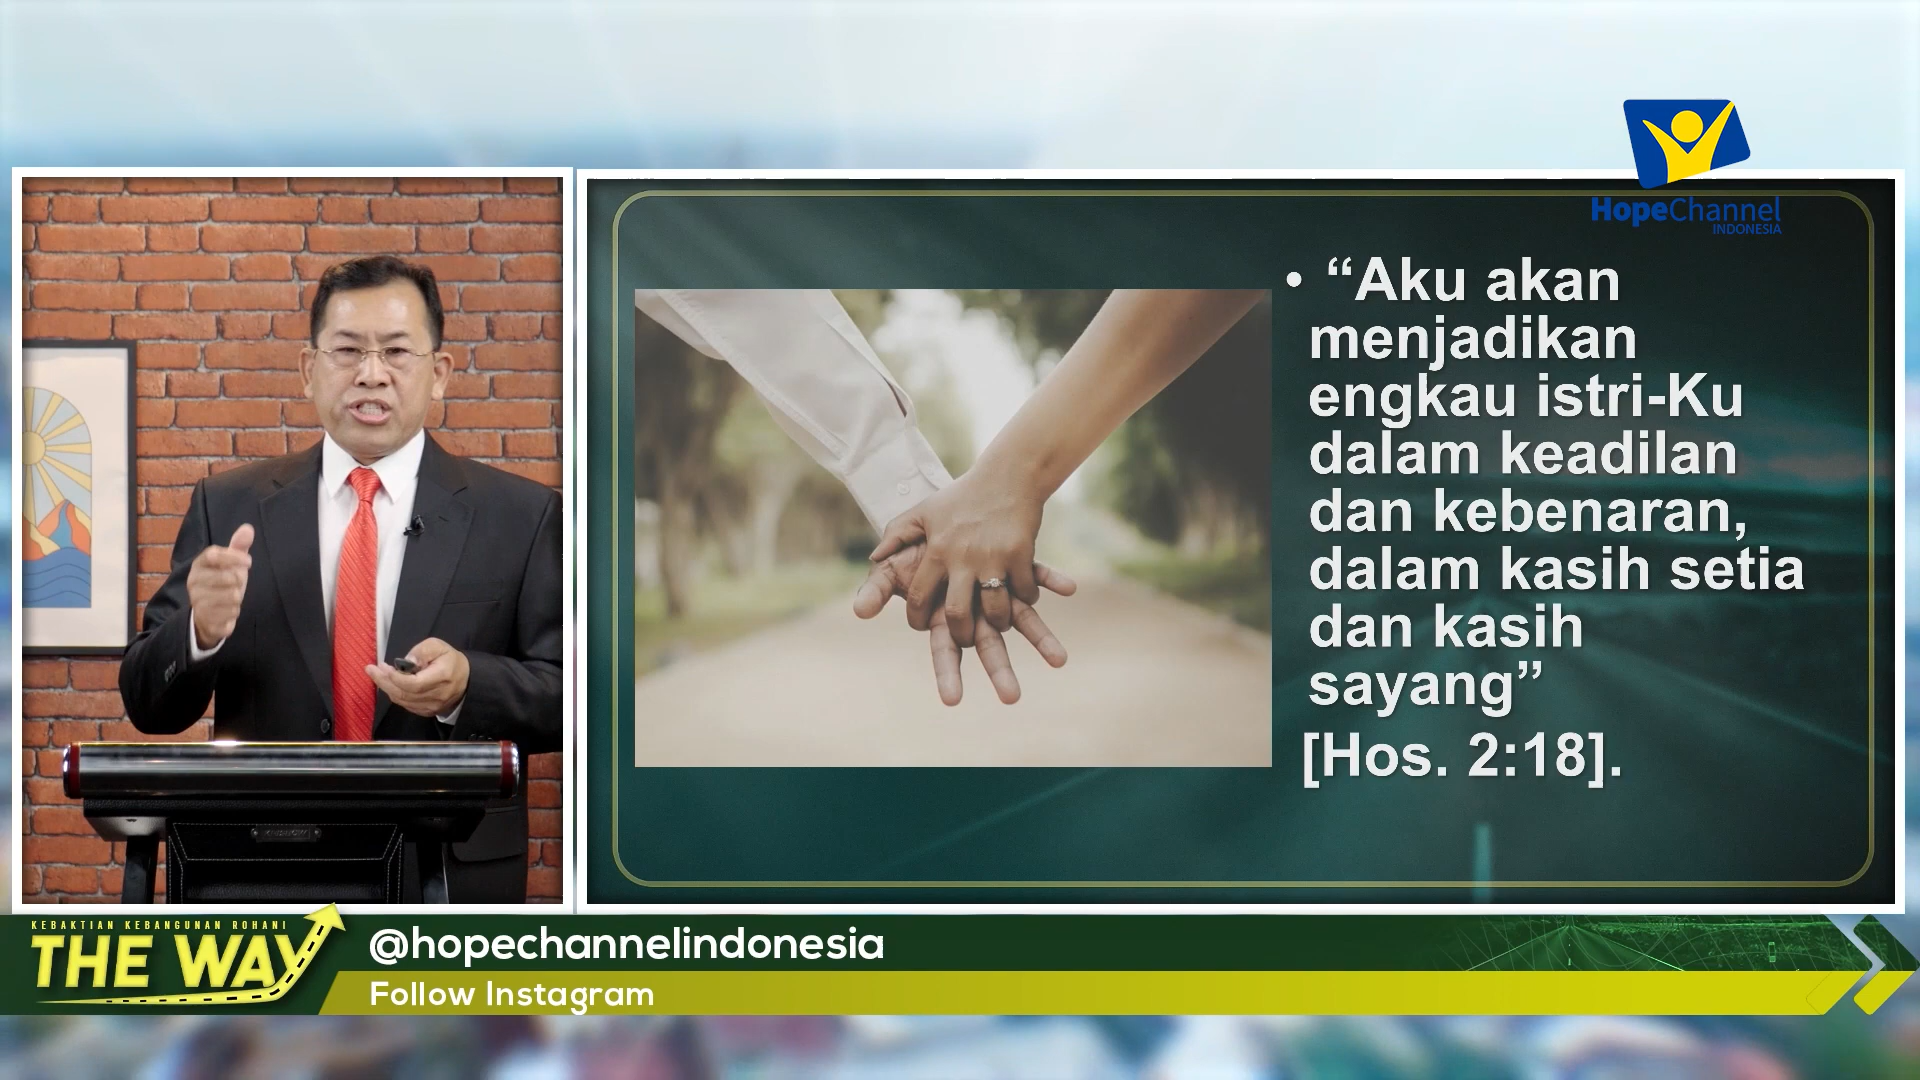 HopeChannel
INDONESIA
• “Aku akan
menjadikan
engkau istri-Ku
dalam keadilan
dan kebenaran,
dalam kasih setia
dan kasih
sayang”
[Hos. 2:18].
KEBAKTIAN KEBANGUNAN ROHANI
THE WAY
@hopechannelindonesia
Follow Instagram